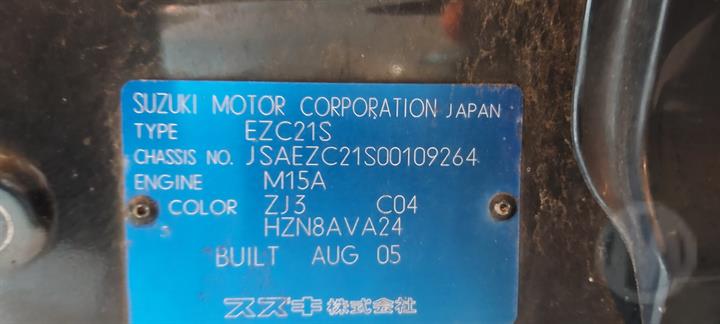 SUZUKI MOTOR CORPORATION JAPAN
TYPE EZC21S
CHASSIS NO. JSAEZC21S00109264
ENGINE M15A
COLOR ZJ3 C04
HZN8AVA24
BUILT AUG 05
スズキ株式会社